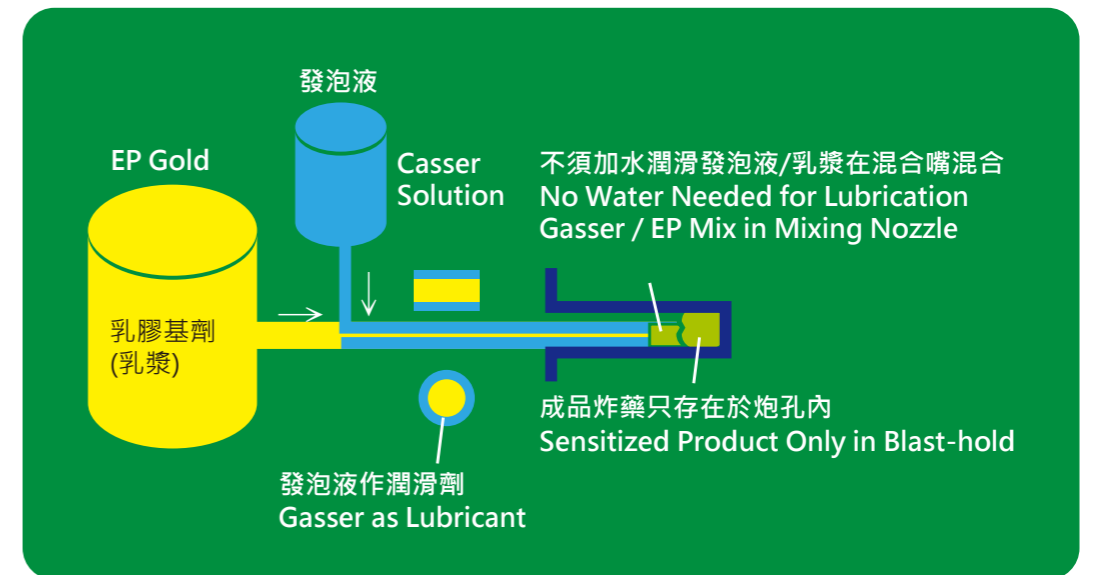 發泡液
EP Gold
Casser
Solution
不須加水潤滑發泡液/乳漿在混合嘴混合
No Water Needed for Lubrication
Gasser / EP Mix in Mixing Nozzle
乳膠基劑
(乳漿)
成品炸藥只存在於炮孔內
Sensitized Product Only in Blast-hold
發泡液作潤滑劑
Gasser as Lubricant